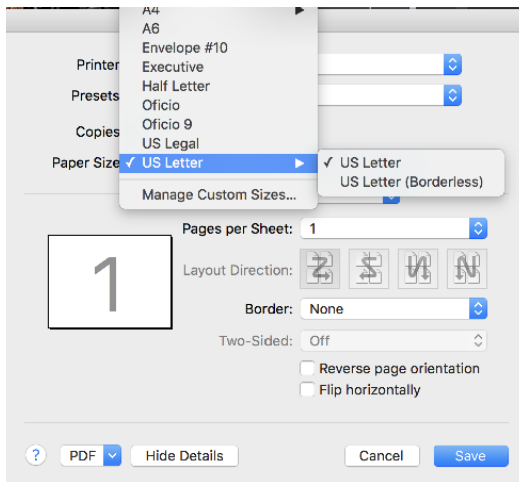 A4
A6
Envelope #10
Printer
Executive
Half Letter
Presets
Oficio
Oficio 9
Copies
US Legal
Paper Size ✓ US Letter
✓ US Letter
US Letter (Borderless)
Manage Custom Sizes...
Pages per Sheet: 1
1
Layout Direction:
Border: None
Two-Sided: Off
Reverse page orientation
Flip horizontally
? PDF Hide Details Cancel Save